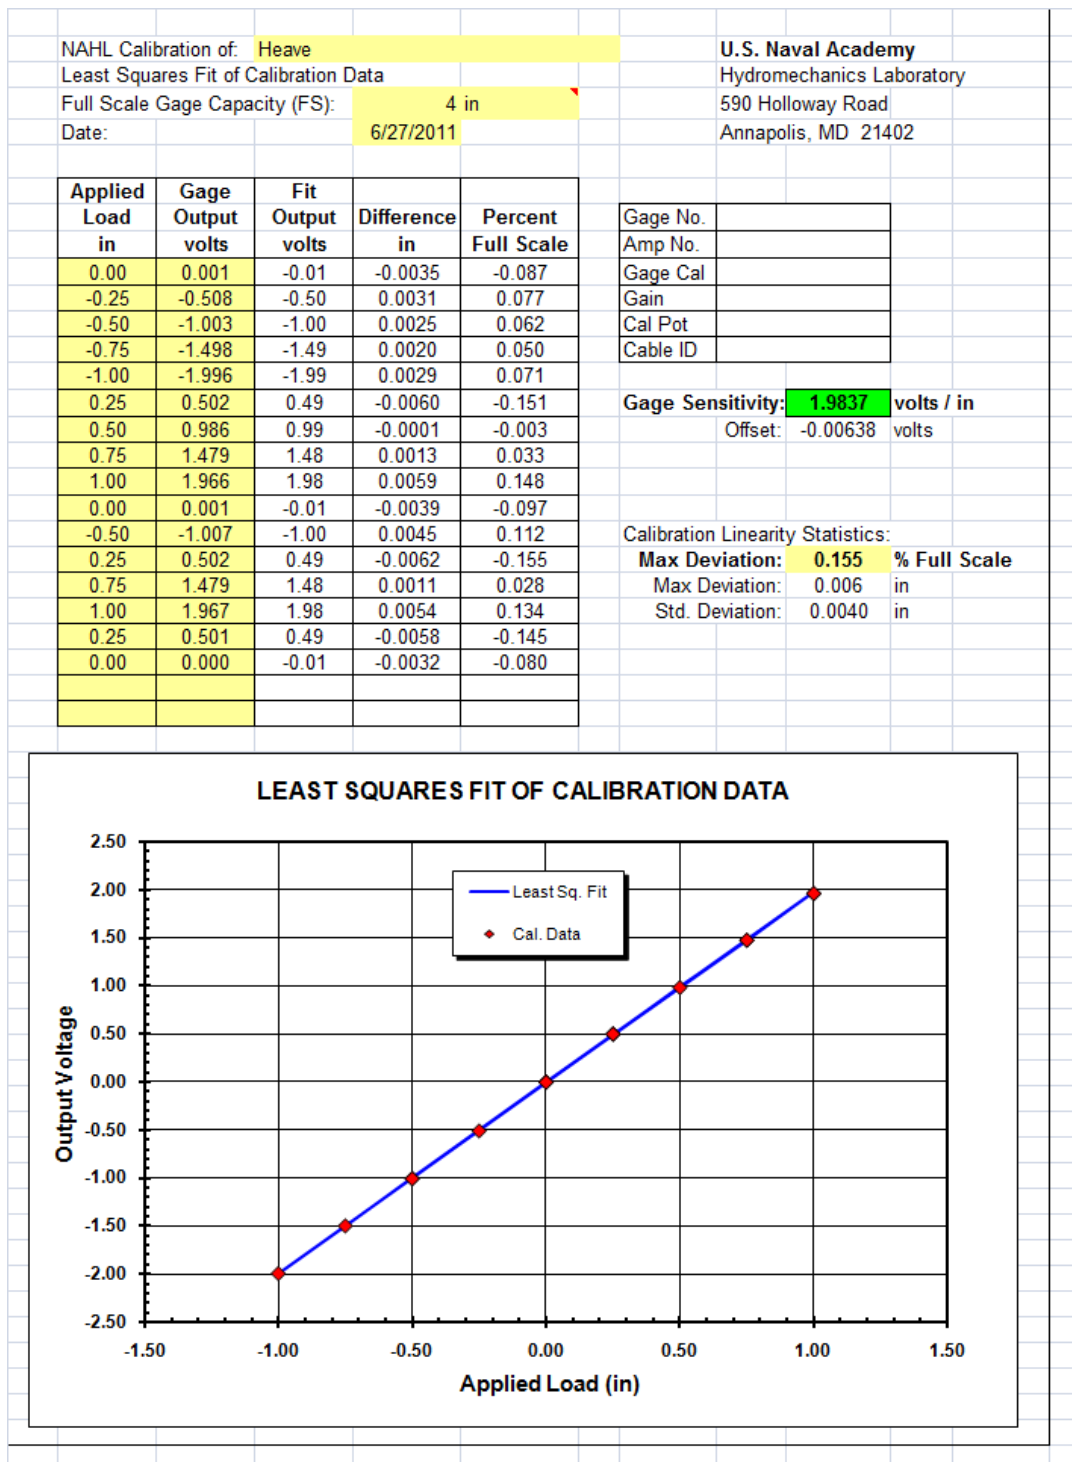 NAHL Calibration of: Heave
U.S. Naval Academy
Least Squares Fit of Calibration Data
Hydromechanics Laboratory
Full Scale Gage Capacity (FS): 4 in
590 Holloway Road
Date: 6/27/2011
Annapolis, MD 21402
Applied Gage Fit
Load Output Output Difference Percent
in volts volts in Full Scale
0.00 0.001 -0.01 -0.0035 -0.087
-0.25 -0.508 -0.50 0.0031 0.077
-0.50 -1.003 -1.00 0.0025 0.062
-0.75 -1.498 -1.49 0.0020 0.050
-1.00 -1.996 -1.99 0.0029 0.071
0.25 0.502 0.49 -0.0060 -0.151
0.50 0.986 0.99 -0.0001 -0.003
0.75 1.479 1.48 0.0013 0.033
1.00 1.966 1.98 0.0059 0.148
0.00 0.001 -0.01 -0.0039 -0.097
-0.50 -1.007 -1.00 0.0045 0.112
0.25 0.502 0.49 -0.0062 -0.155
0.75 1.479 1.48 0.0011 0.028
1.00 1.967 1.98 0.0054 0.134
0.25 0.501 0.49 -0.0058 -0.145
0.00 0.000 -0.01 -0.0032 -0.080
Gage No.
Amp No.
Gage Cal
Gain
Cal Pot
Cable ID
Gage Sensitivity: 1.9837 volts / in
Offset: -0.00638 volts
Calibration Linearity Statistics:
Max Deviation: 0.155 % Full Scale
Max Deviation: 0.006 in
Std. Deviation: 0.0040 in
LEAST SQUARES FIT OF CALIBRATION DATA
2.50
2.00
1.50
1.00
0.50
0.00
-0.50
-1.00
-1.50
-2.00
-2.50
Output Voltage
Least Sq. Fit
Cal. Data
-1.50 -1.00 -0.50 0.00 0.50 1.00 1.50
Applied Load (in)